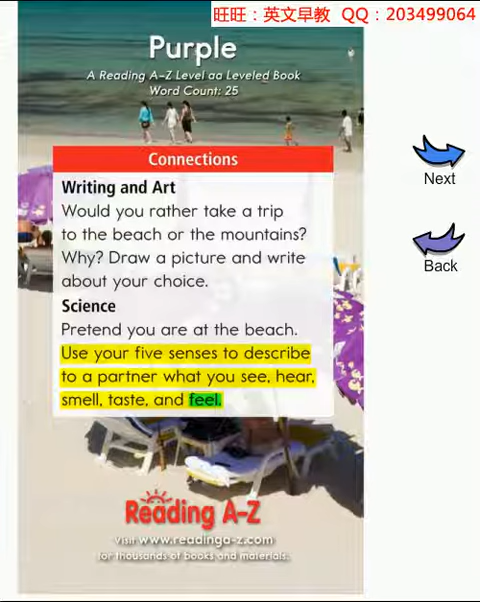 旺旺：英文早教 QQ：203499064
Purple
A Reading A–Z Level aa Leveled Book
Word Count: 25
Connections
Writing and Art
Would you rather take a trip
to the beach or the mountains?
Why? Draw a picture and write
about your choice.
Science
Pretend you are at the beach.
Use your five senses to describe
to a partner what you see, hear,
smell, taste, and feel.
Next
Back
Reading A-Z
Visit www.readinga-z.com
for thousands of books and materials.